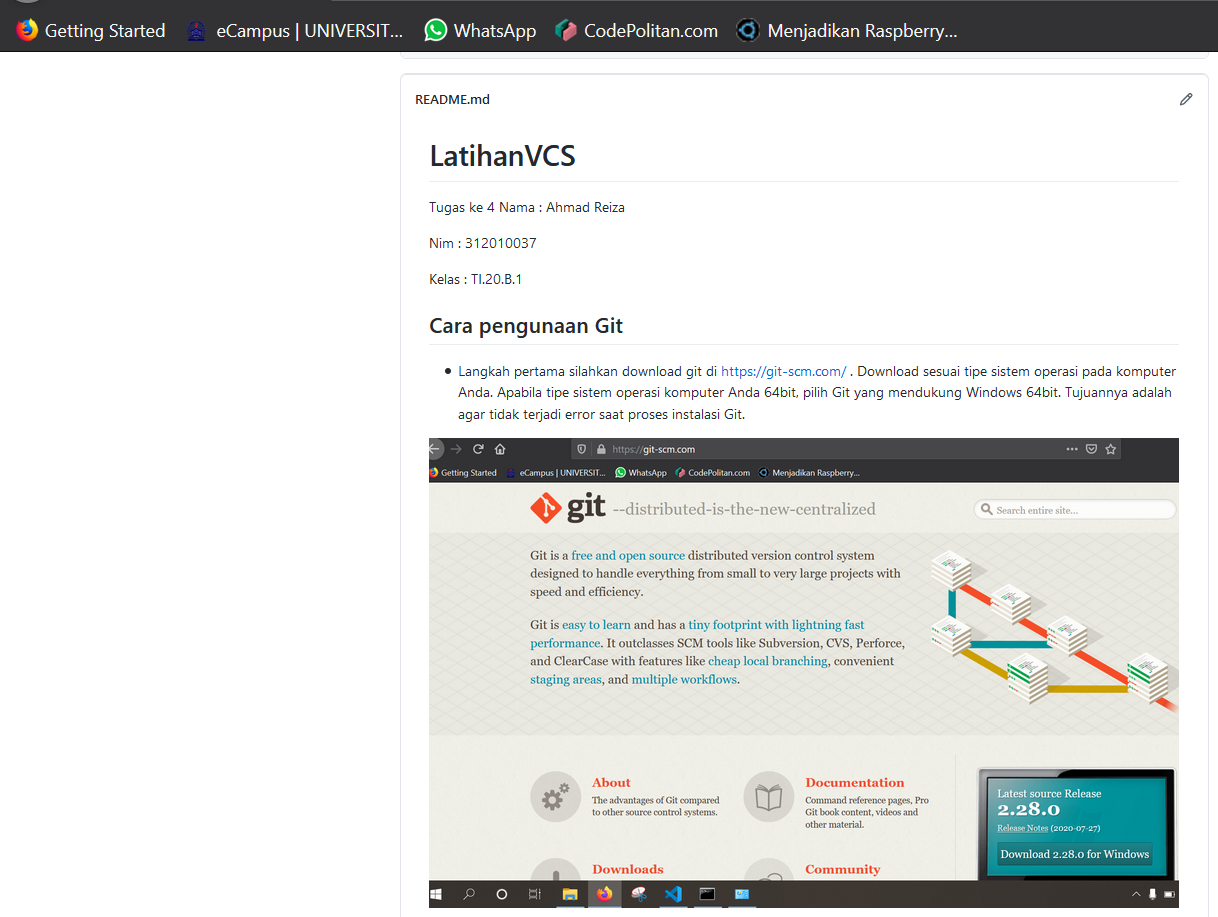 Getting Started eCampus | UNIVERSIT... WhatsApp CodePolitan.com Menjadikan Raspberry...
README.md
LatihanVCS
Tugas ke 4 Nama : Ahmad Reiza
Nim : 312010037
Kelas : TI.20.B.1
Cara pengunaan Git
Langkah pertama silahkan download git di https://git-scm.com/ . Download sesuai tipe sistem operasi pada komputer
Anda. Apabila tipe sistem operasi komputer Anda 64bit, pilih Git yang mendukung Windows 64bit. Tujuannya adalah
agar tidak terjadi error saat proses instalasi Git.
https://git-scm.com
Getting Started eCampus | UNIVERSIT... WhatsApp CodePolitan.com Menjadikan Raspberry...
git --distributed-is-the-new-centralized
Search entire site...
Git is a free and open source distributed version control system
designed to handle everything from small to very large projects with
speed and efficiency.
Git is easy to learn and has a tiny footprint with lightning fast
performance. It outclasses SCM tools like Subversion, CVS, Perforce,
and ClearCase with features like cheap local branching, convenient
staging areas, and multiple workflows.
About
The advantages of Git compared
to other source control systems.
Documentation
Command reference pages, Pro
Git book content, videos and
other material.
Latest source Release
2.28.0
Release Notes (2020-07-27)
Download 2.28.0 for Windows
Downloads
Community